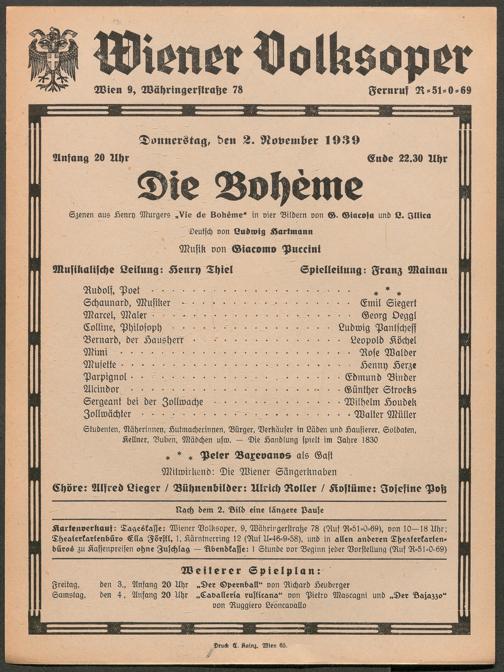 Wiener Volksoper
Wien 9, Währingerstraße 78 Fernruf R-51-0-69
Donnerstag, den 2. November 1939
Anfang 20 Uhr Ende 22.30 Uhr
Die Bohème
Szenen aus Henry Murgers „Vie de Bohême" in vier Bildern von G. Giacosa und L. Illica
Deutsch von Ludwig Hartmann
Musik von Giacomo Puccini
Musikalische Leitung: Henry Thiel Spielleitung: Franz Mainau
Rudolf, Poet * * *
Schaunard, Musiker Emil Siegert
Marcel, Maler Georg Oeggl
Colline, Philosoph Ludwig Pantscheff
Bernard, der Hausherr Leopold Köchel
Mimi Rose Walder
Musette Henny Herze
Parpignol Edmund Binder
Alcindor Günther Stroeks
Sergeant bei der Zollwache Wilhelm Houdek
Zollwächter Walter Müller
Studenten, Näherinnen, Hutmacherinnen, Bürger, Verkäufer in Läden und Hausierer, Soldaten,
Kellner, Buben, Mädchen usw. — Die Handlung spielt im Jahre 1830
* * * Peter Baxevanos als Gast
Mitwirkend: Die Wiener Sängerknaben
Chöre: Alfred Lieger / Bühnenbilder: Ulrich Roller / Kostüme: Josefine Poß
Nach dem 2. Bild eine längere Pause
Kartenverkauf: Tageskasse: Wiener Volksoper, 9, Währingerstraße 78 (Ruf R-51-0-69), von 10—18 Uhr;
Theaterkartenbüro Ella Förstl, 1, Kärntnerring 12 (Ruf U-46-9-58), und in allen anderen Theaterkarten-
büros zu Kassenpreisen ohne Zuschlag — Abendkasse: 1 Stunde vor Beginn jeder Vorstellung (Ruf R-51-0-69)
Weiterer Spielplan:
Freitag, den 3., Anfang 20 Uhr „Der Opernball" von Richard Heuberger
Samstag, den 4., Anfang 20 Uhr „Cavalleria rusticana" von Pietro Mascagni und „Der Bajazzo"
von Ruggiero Leoncavallo
Druck C. Kainz, Wien 65.